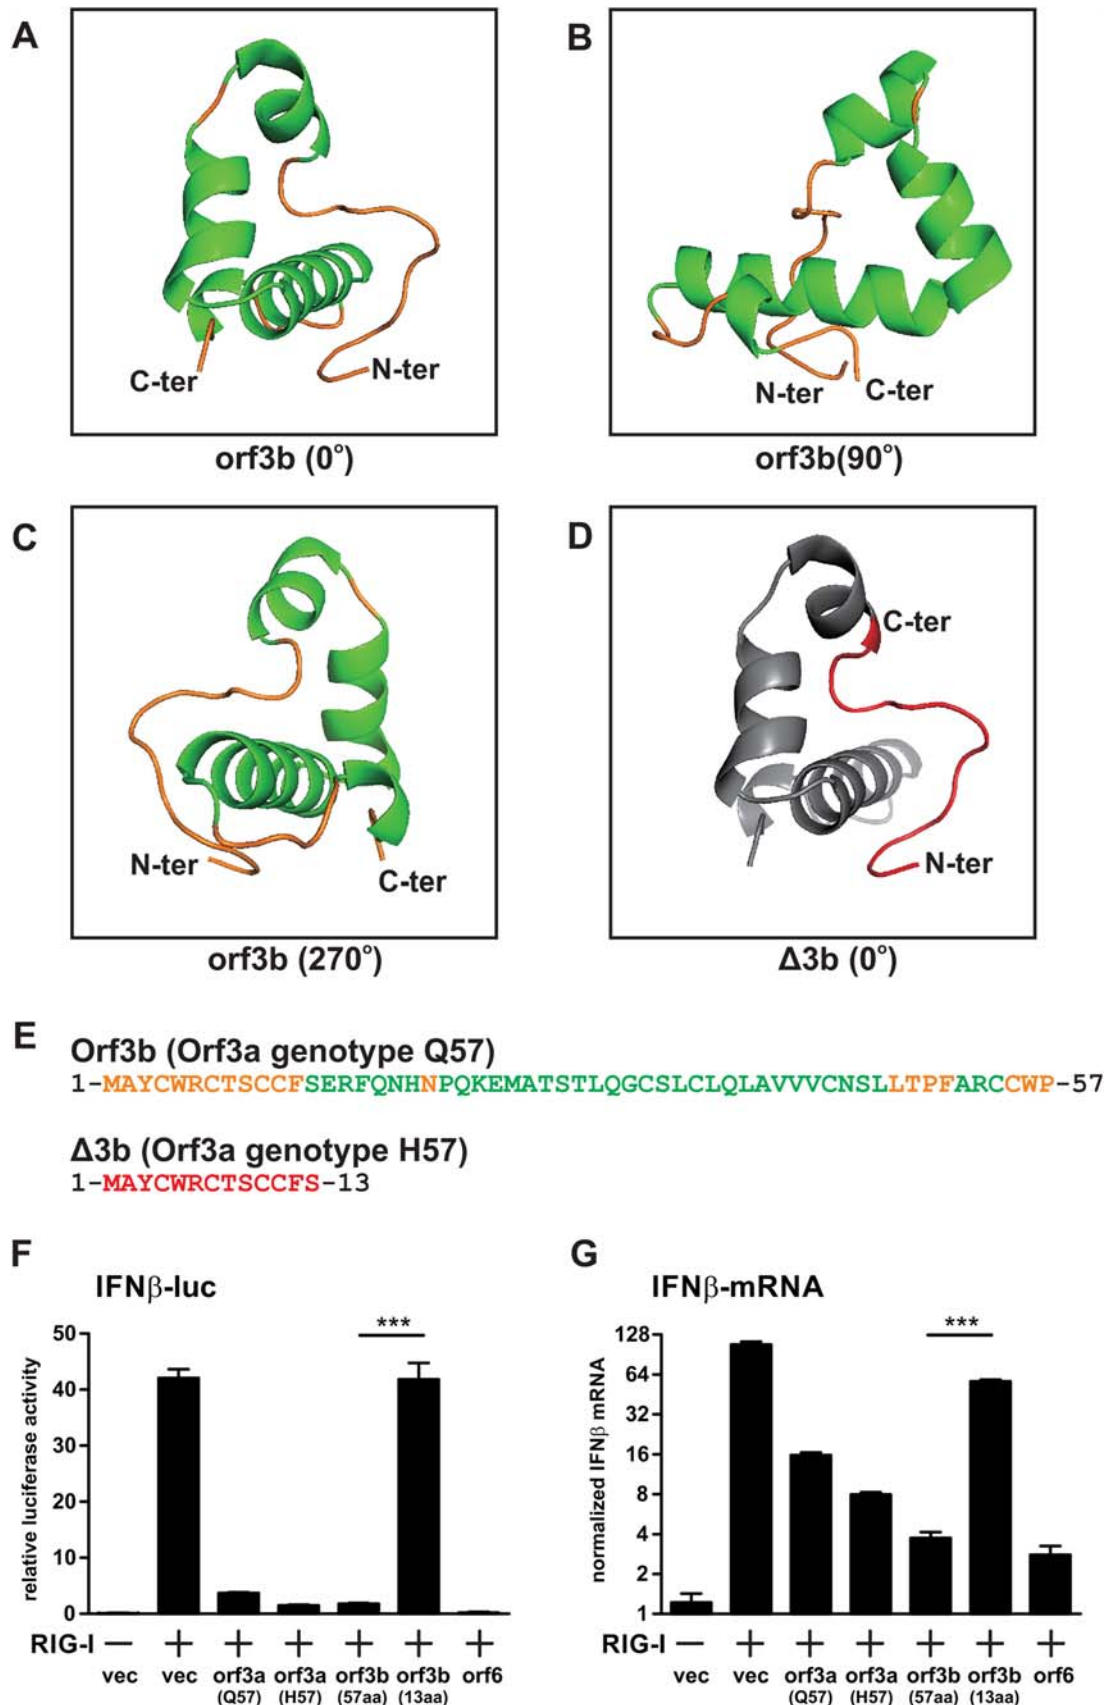 A
B
C-ter
N-ter
N-ter
C-ter
orf3b (0°)
orf3b(90°)
C
D
N-ter
C-ter
C-ter
N-ter
orf3b (270°)
Δ3b (0°)
E
Orf3b (Orf3a genotype Q57)
1-MAYCWRCTSCCFSERFQNHNPQKEMATSTLQGCSLCLQLAVVVCNSLLTPFARCCWP-57
Δ3b (Orf3a genotype H57)
1-MAYCWRCTSCCFS-13
F
IFNβ-luc
relative luciferase activity
50
40
30
20
10
0
***
RIG-I — + + + + + +
vec vec orf3a orf3a orf3b orf3b orf6
(Q57) (H57) (57aa) (13aa)
G
IFNβ-mRNA
normalized IFNβ mRNA
128
64
32
16
8
4
2
1
***
RIG-I — + + + + + +
vec vec orf3a orf3a orf3b orf3b orf6
(Q57) (H57) (57aa) (13aa)